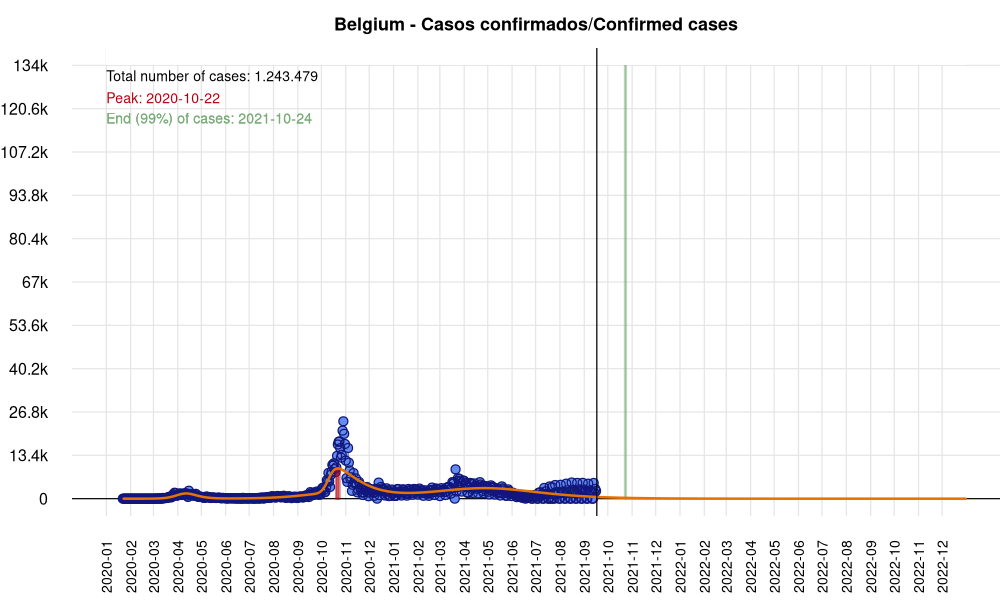 Belgium - Casos confirmados/Confirmed cases
134k
Total number of cases: 1.243.479
Peak: 2020-10-22
End (99%) of cases: 2021-10-24
120.6k
107.2k
93.8k
80.4k
67k
53.6k
40.2k
26.8k
13.4k
0
2020-01
2020-02
2020-03
2020-04
2020-05
2020-06
2020-07
2020-08
2020-09
2020-10
2020-11
2020-12
2021-01
2021-02
2021-03
2021-04
2021-05
2021-06
2021-07
2021-08
2021-09
2021-10
2021-11
2021-12
2022-01
2022-02
2022-03
2022-04
2022-05
2022-06
2022-07
2022-08
2022-09
2022-10
2022-11
2022-12